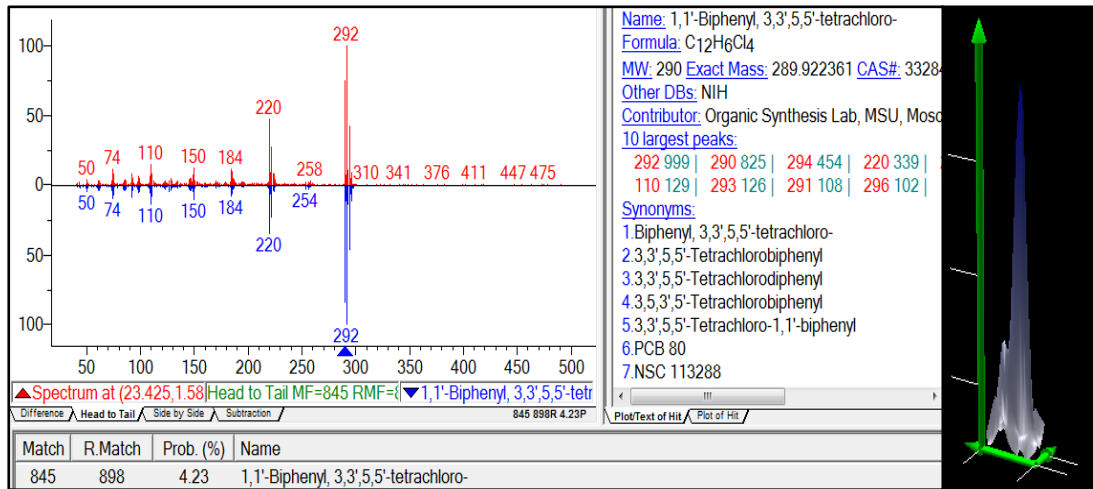 100
50
0
50
100
292
220
50 74 110 150 184 258 310 341 376 411 447 475
50 74 110 150 184 254
220
292
50 100 150 200 250 300 350 400 450 500
Spectrum at (23.425,1.58 Head to Tail MF=845 RMF=8 1,1'-Biphenyl, 3,3',5,5'-tetr
Difference Head to Tail Side by Side Subtraction 845 898R 4.23P
Name: 1,1'-Biphenyl, 3,3',5,5'-tetrachloro-
Formula: C12H6Cl4
MW: 290 Exact Mass: 289.922361 CAS#: 33284
Other DBs: NIH
Contributor: Organic Synthesis Lab, MSU, Mosc
10 largest peaks:
292 999 | 290 825 | 294 454 | 220 339 |
110 129 | 293 126 | 291 108 | 296 102 |
Synonyms:
1.Biphenyl, 3,3',5,5'-tetrachloro-
2.3,3',5,5'-Tetrachlorobiphenyl
3.3,3',5,5'-Tetrachlorodiphenyl
4.3,5,3',5'-Tetrachlorobiphenyl
5.3,3',5,5'-Tetrachloro-1,1'-biphenyl
6.PCB 80
7.NSC 113288
Plot/Text of Hit Plot of Hit
Match R.Match Prob. (%) Name
845 898 4.23 1,1'-Biphenyl, 3,3',5,5'-tetrachloro-